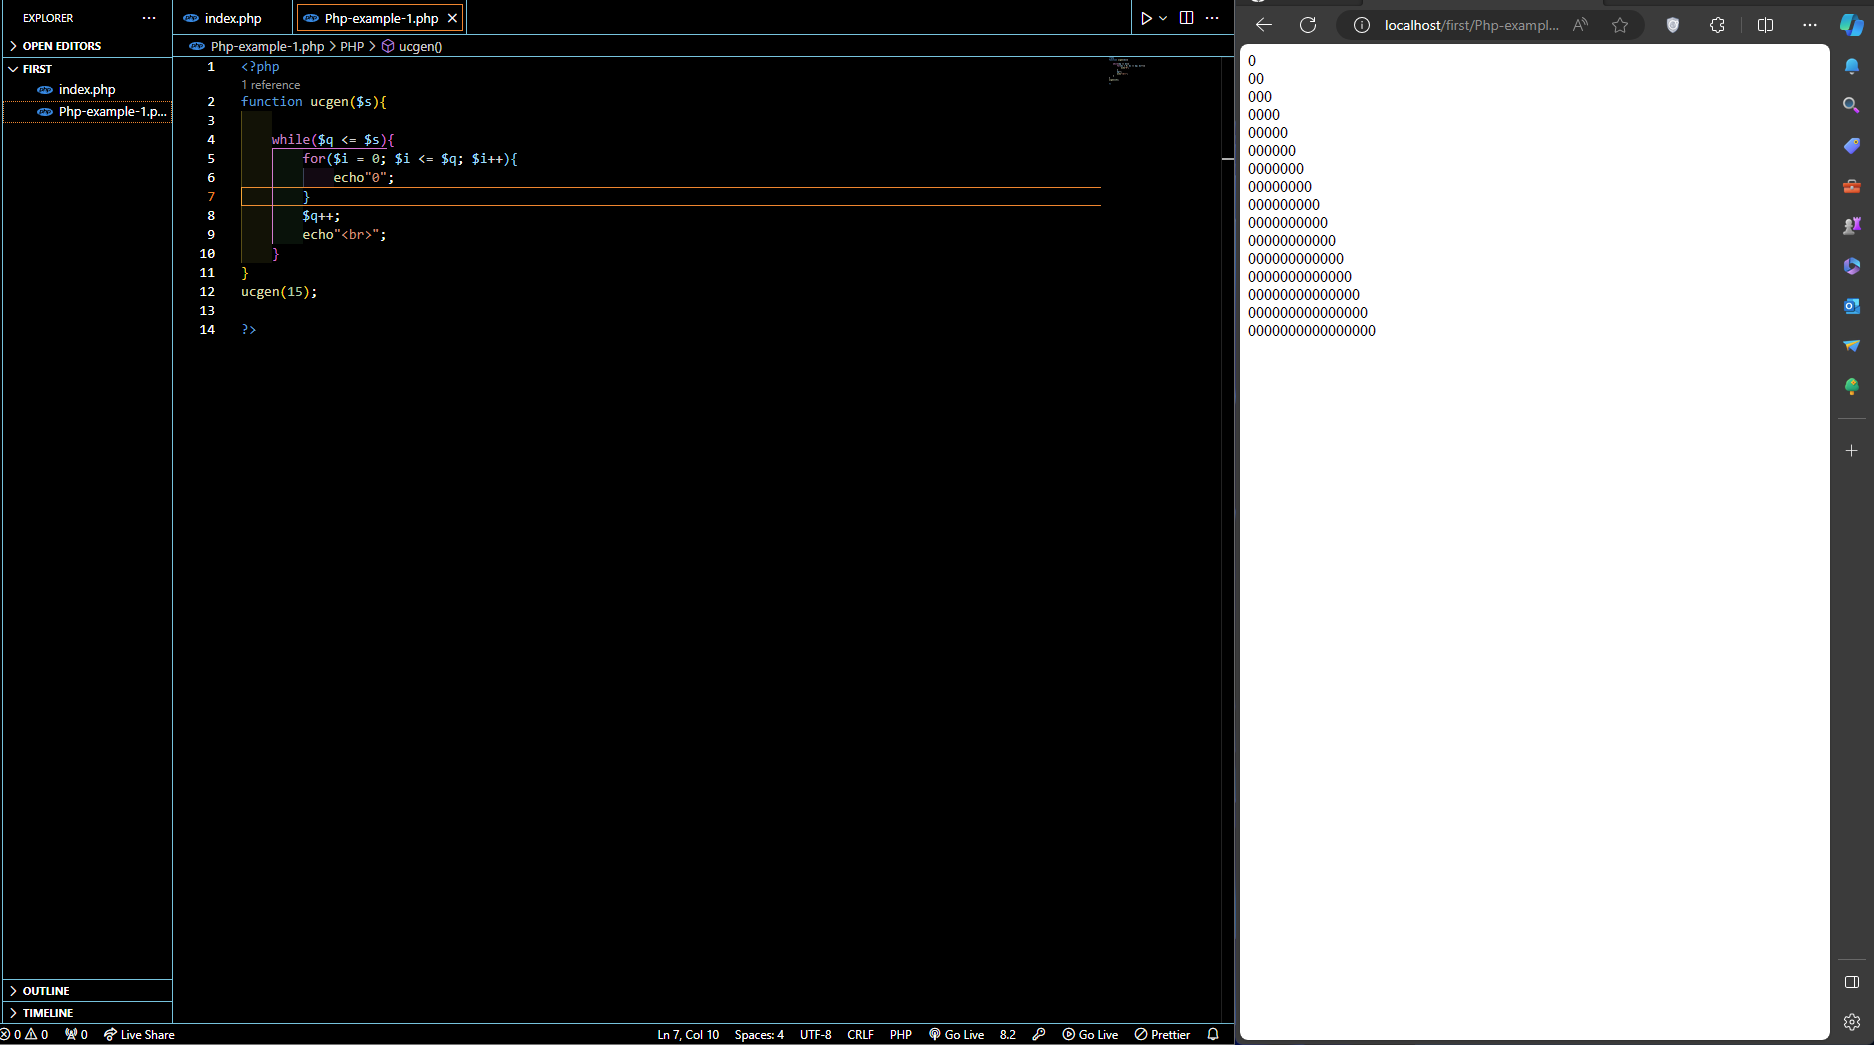 EXPLORER
···
OPEN EDITORS
FIRST
index.php
Php-example-1.p...
OUTLINE
TIMELINE
index.php
Php-example-1.php
Php-example-1.php > PHP > ucgen()
1 <?php
1 reference
2 function ucgen($s){
3
4 while($q <= $s){
5 for($i = 0; $i <= $q; $i++){
6 echo"0";
7 }
8 $q++;
9 echo"<br>";
10 }
11 }
12 ucgen(15);
13
14 ?>
0 0 0 Live Share
Ln 7, Col 10 Spaces: 4 UTF-8 CRLF PHP Go Live 8.2 Go Live Prettier
localhost/first/Php-exampl...
0
00
000
0000
00000
000000
0000000
00000000
000000000
0000000000
00000000000
000000000000
0000000000000
00000000000000
000000000000000
0000000000000000